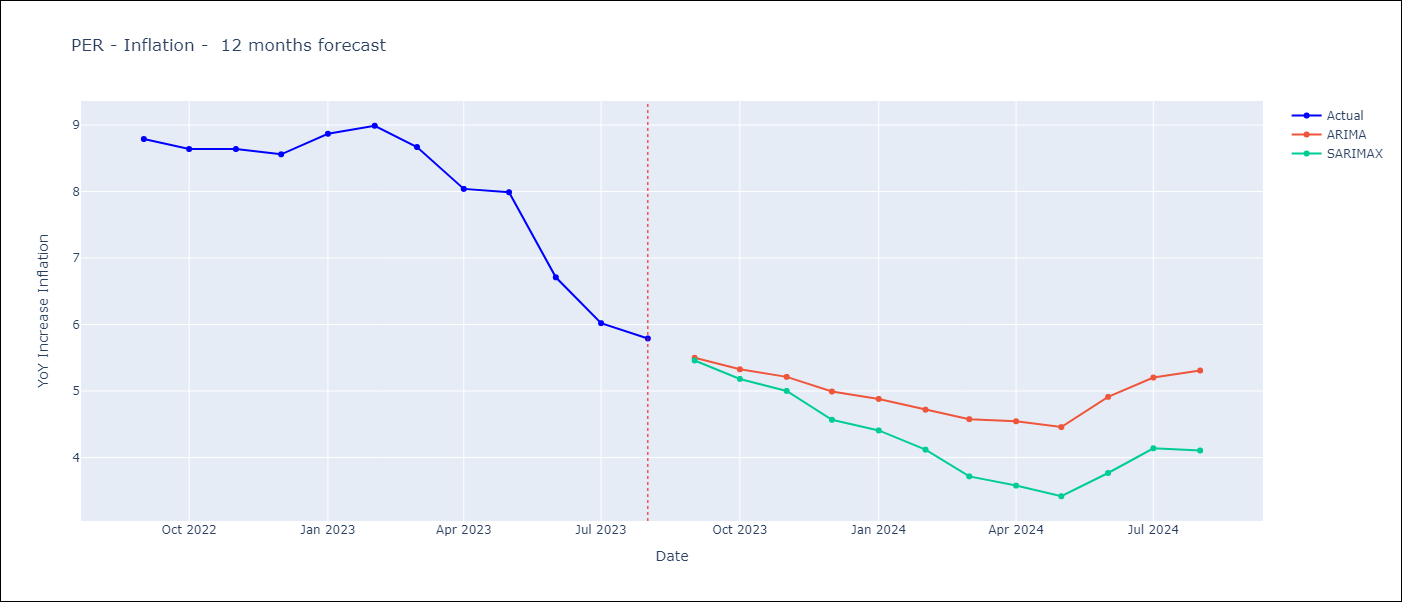 PER - Inflation -  12 months forecast
Actual
ARIMA
SARIMAX
YoY Increase Inflation
9
8
7
6
5
4
Oct 2022
Jan 2023
Apr 2023
Jul 2023
Oct 2023
Jan 2024
Apr 2024
Jul 2024
Date